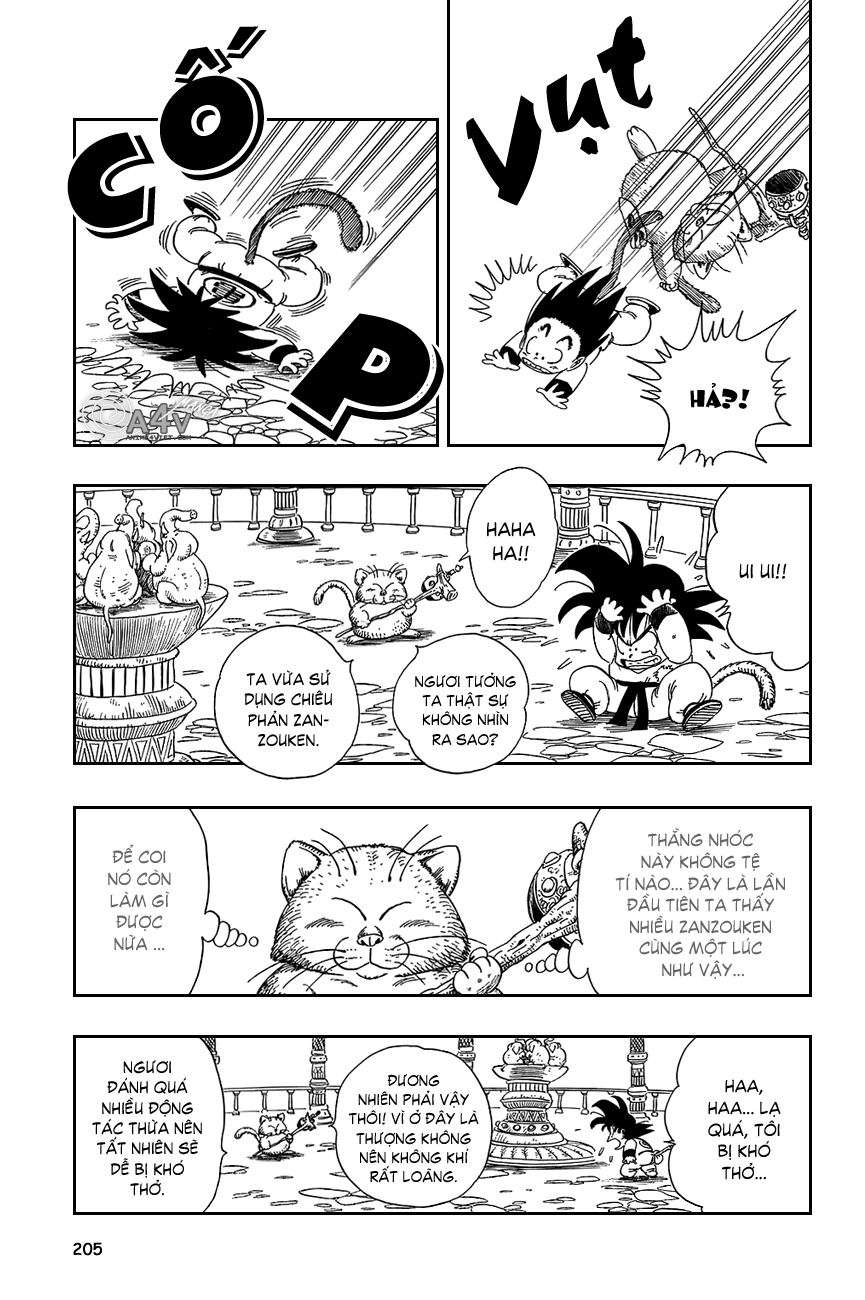 VỤT
HẢ?!
CỐP
A4V
ANIME4VIET.COM
UI UI!!
HAHA
HA!!
NGƯƠI TƯỞNG
TA THẬT SỰ
KHÔNG NHÌN
RA SAO?
TA VỪA SỬ
DỤNG CHIÊU
PHẢN ZAN-
ZOUKEN.
THẰNG NHÓC
NÀY KHÔNG TỆ
TÍ NÀO... ĐÂY LÀ LẦN
ĐẦU TIÊN TA THẤY
NHIỀU ZANZOUKEN
CÙNG MỘT LÚC
NHƯ VẬY...
ĐỂ COI
NÓ CÒN
LÀM GÌ
ĐƯỢC
NỮA ...
HAA,
HAA... LẠ
QUÁ, TÔI
BỊ KHÓ
THỞ...
ĐƯƠNG
NHIÊN PHẢI VẬY
THÔI! VÌ Ở ĐÂY LÀ
THƯỢNG KHÔNG
NÊN KHÔNG KHÍ
RẤT LOÃNG.
NGƯƠI
ĐÁNH QUÁ
NHIỀU ĐỘNG
TÁC THỪA NÊN
TẤT NHIÊN SẼ
DỄ BỊ KHÓ
THỞ.
205